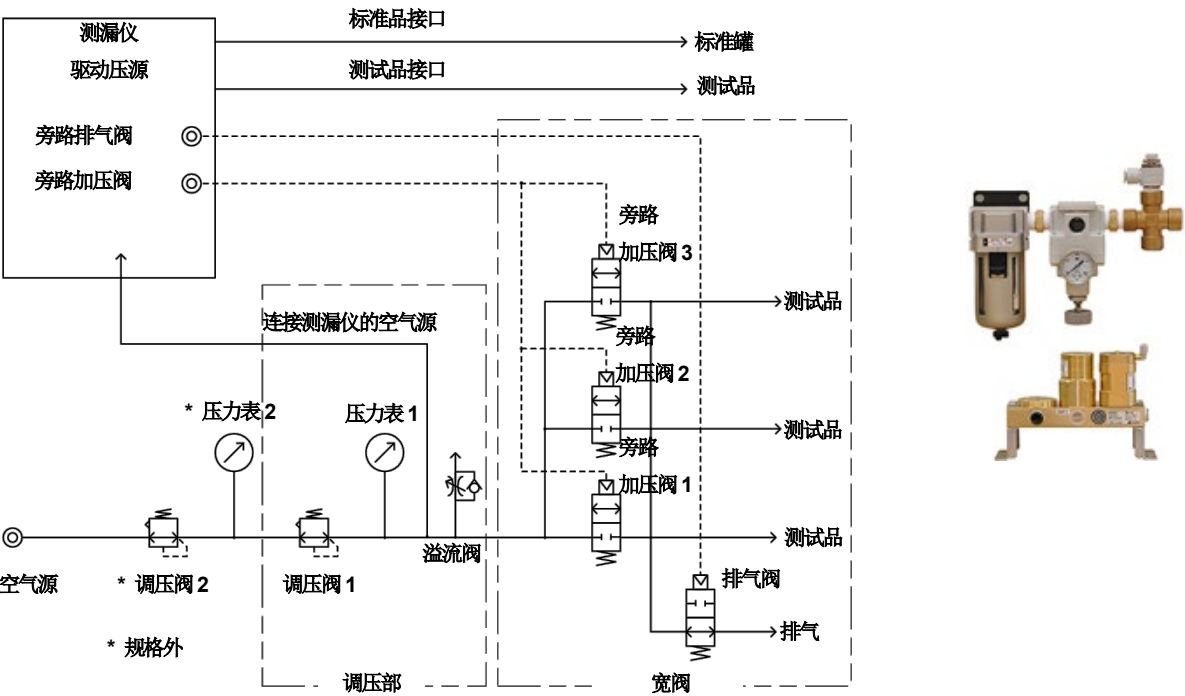 标准品接口
测漏仪
标准罐
驱动压源
测试品接口
测试品
旁路排气阀
旁路加压阀
旁路
加压阀 3
测试品
连接测漏仪的空气源
旁路
加压阀 2
* 压力表 2
压力表 1
测试品
旁路
加压阀 1
测试品
溢流阀
空气源
* 调压阀 2
调压阀 1
排气阀
排气
* 规格外
调压部
宽阀